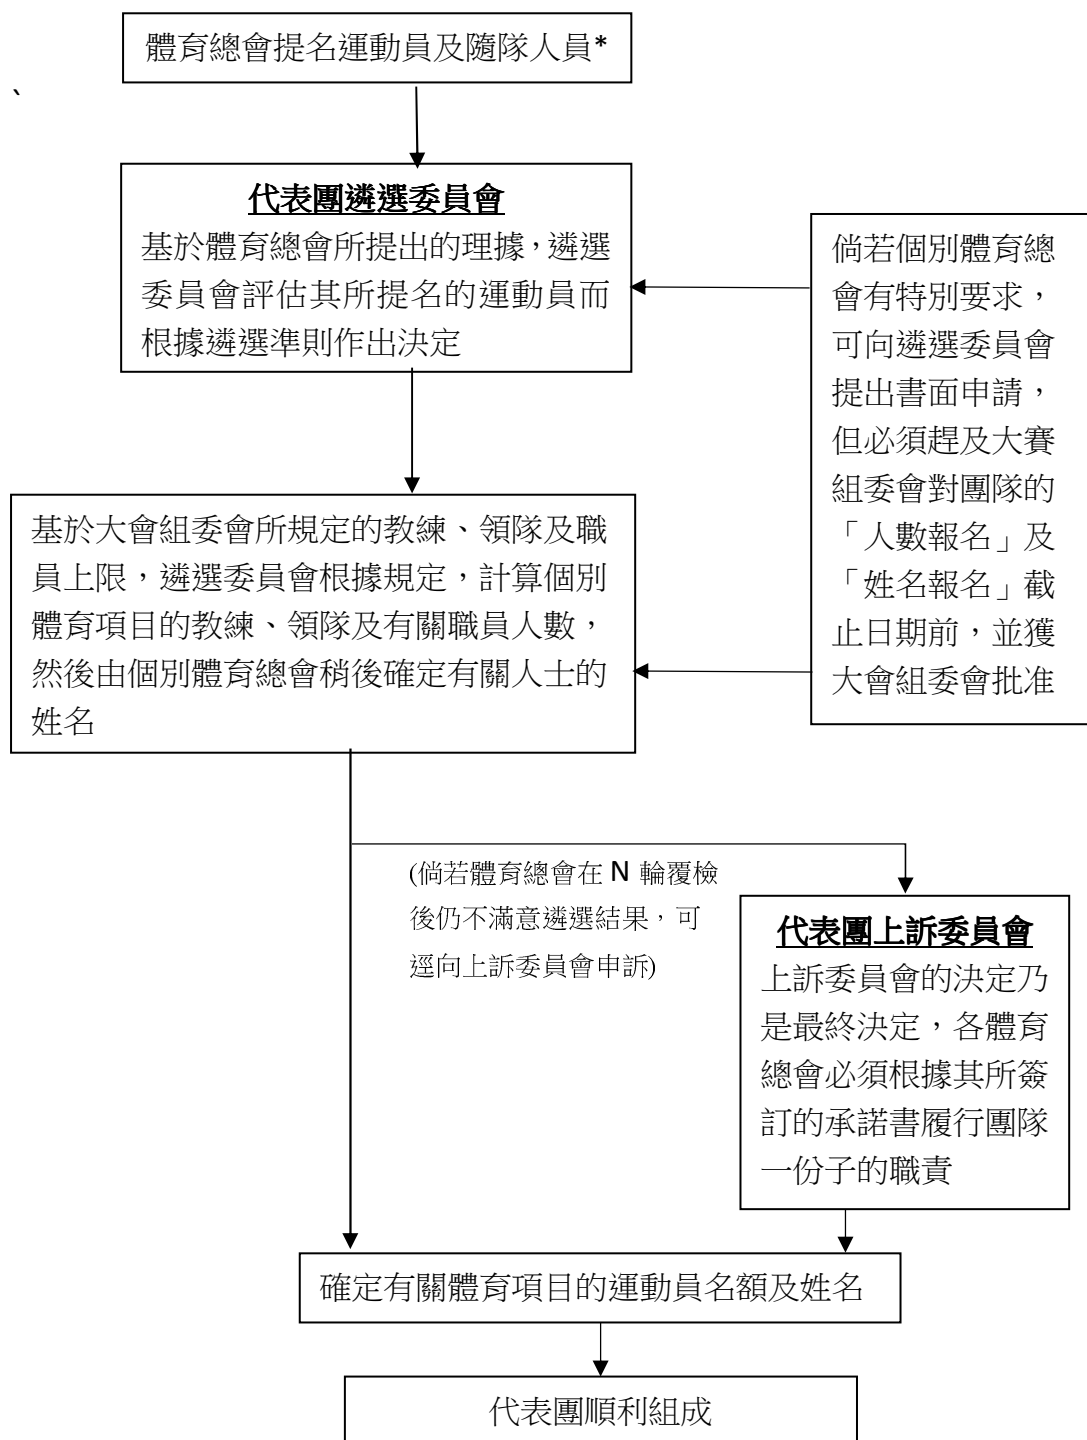 體育總會提名運動員及隨隊人員*
、
代表團遴選委員會
基於體育總會所提出的理據，遴選
委員會評估其所提名的運動員而
根據遴選準則作出決定
倘若個別體育總
會有特別要求，
可向遴選委員會
提出書面申請，
但必須趕及大賽
組委會對團隊的
「人數報名」及
「姓名報名」截
止日期前，並獲
大會組委會批准
基於大會組委會所規定的教練、領隊及職
員上限，遴選委員會根據規定，計算個別
體育項目的教練、領隊及有關職員人數，
然後由個別體育總會稍後確定有關人士的
姓名
(倘若體育總會在 N 輪覆檢
後仍不滿意遴選結果，可
逕向上訴委員會申訴)
代表團上訴委員會
上訴委員會的決定乃
是最終決定，各體育
總會必須根據其所簽
訂的承諾書履行團隊
一份子的職責
確定有關體育項目的運動員名額及姓名
代表團順利組成